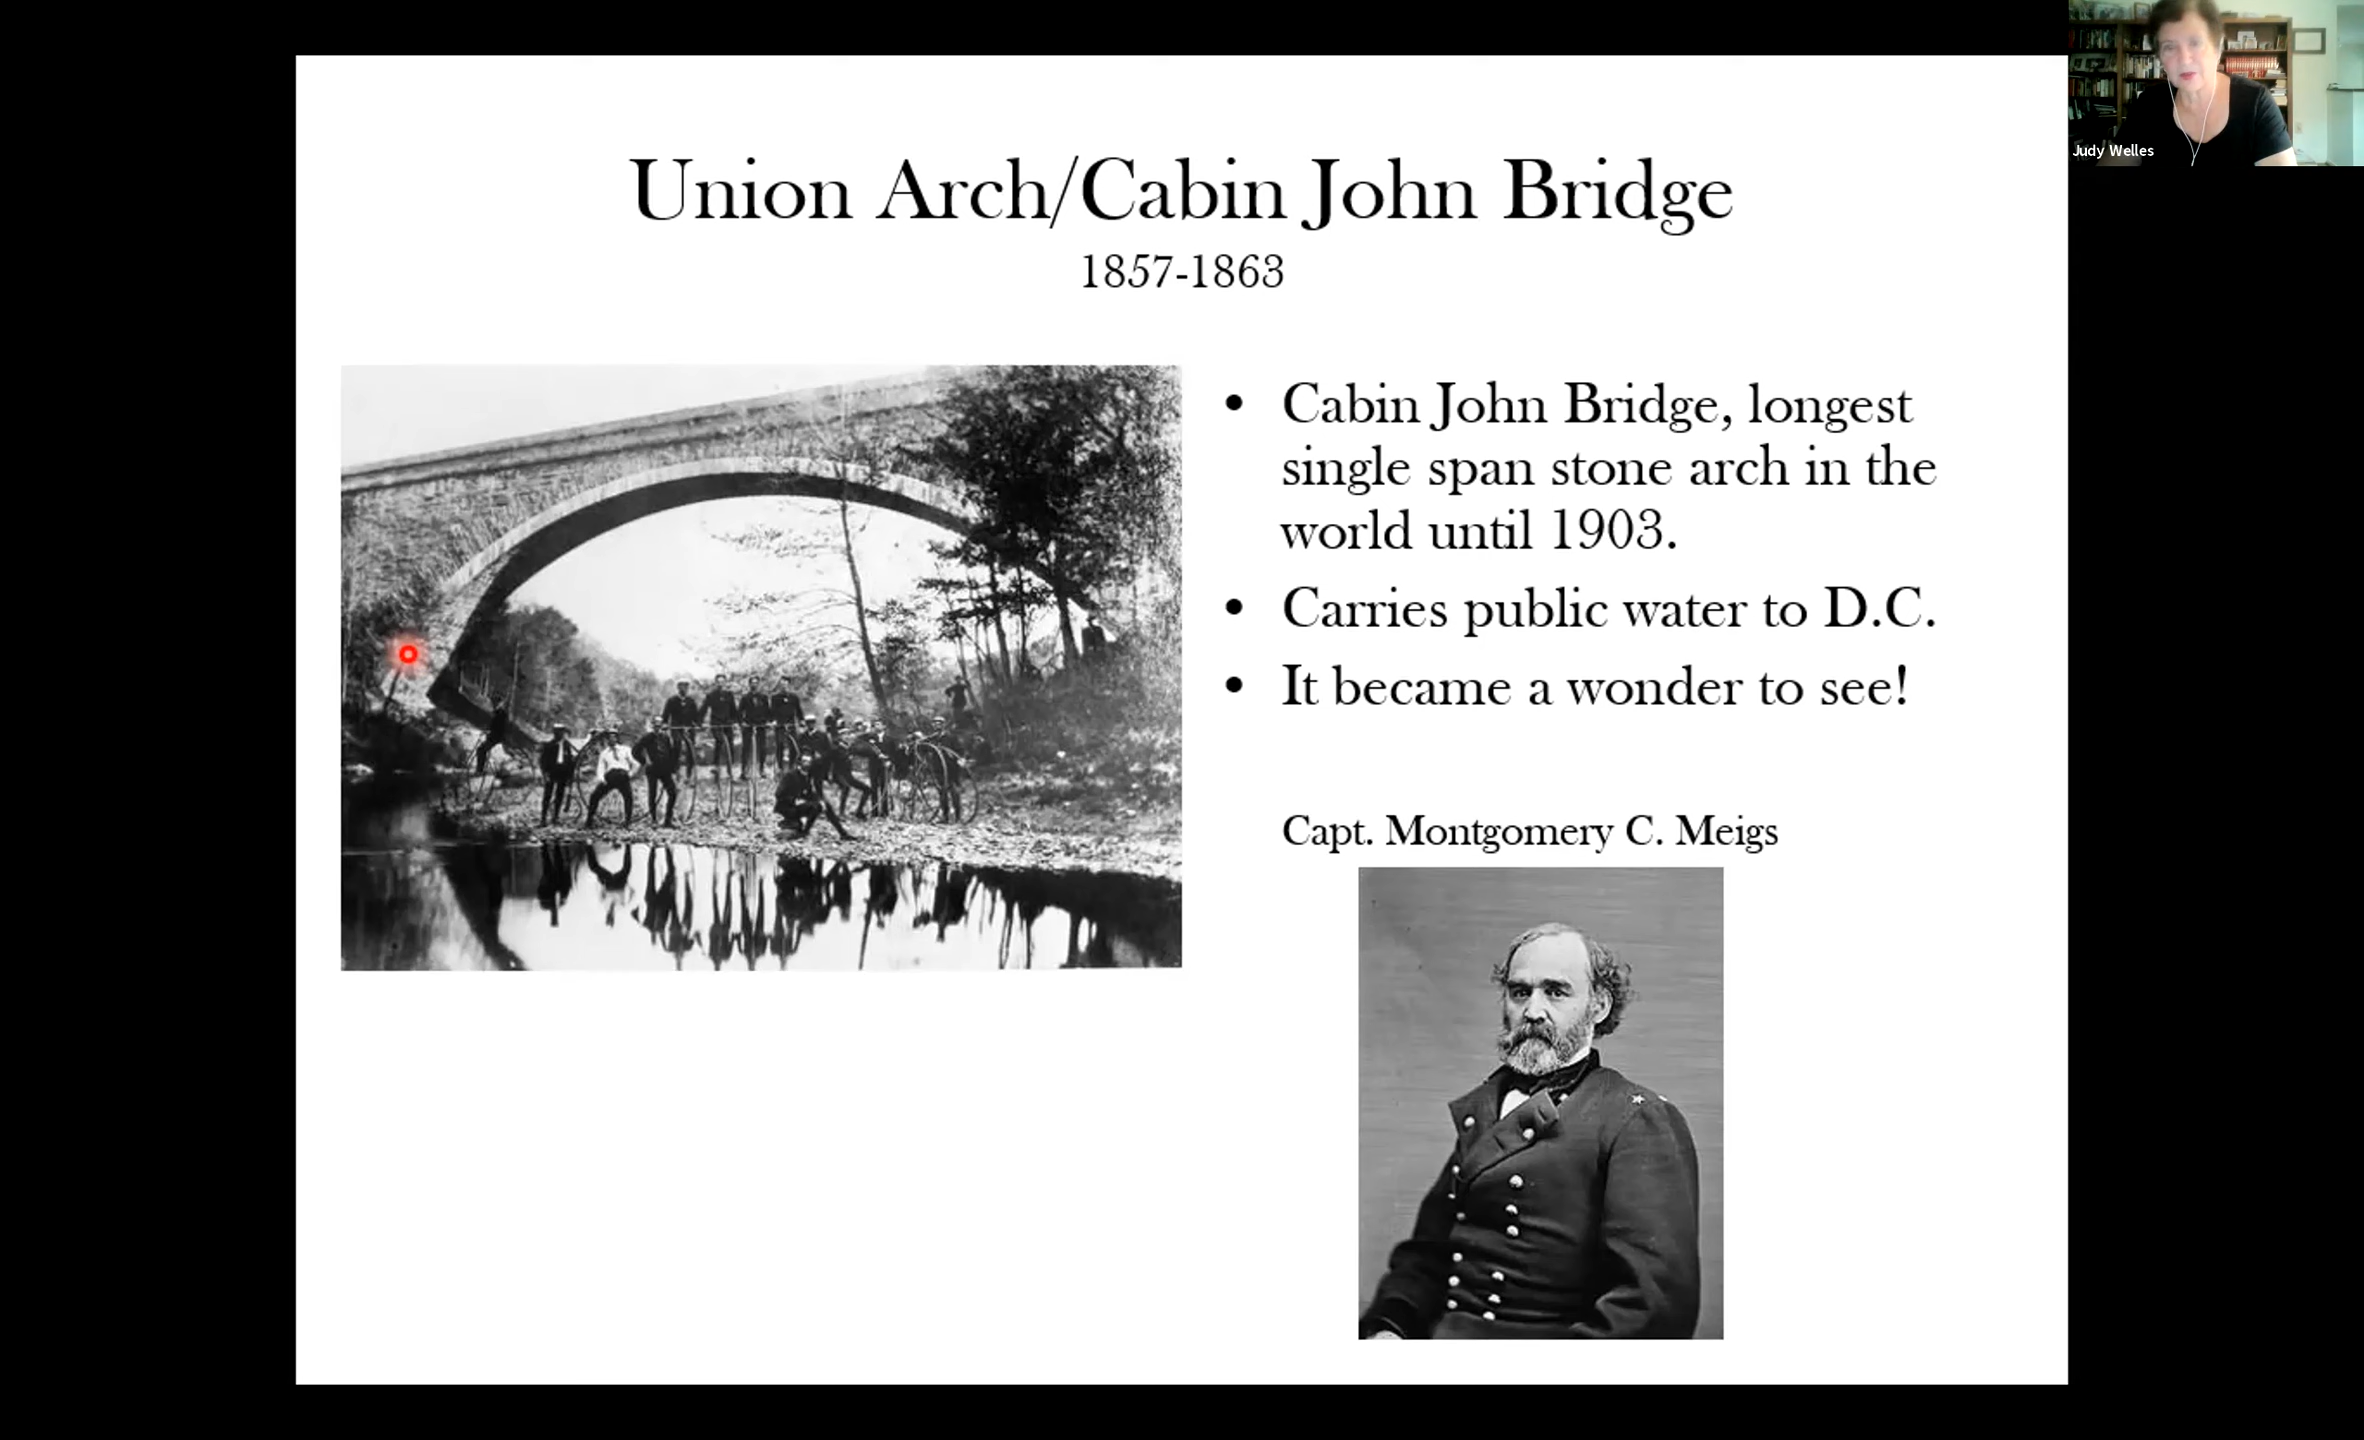 Union Arch/Cabin John Bridge
1857-1863
• Cabin John Bridge, longest
single span stone arch in the
world until 1903.
• Carries public water to D.C.
• It became a wonder to see!
Capt. Montgomery C. Meigs
Judy Welles